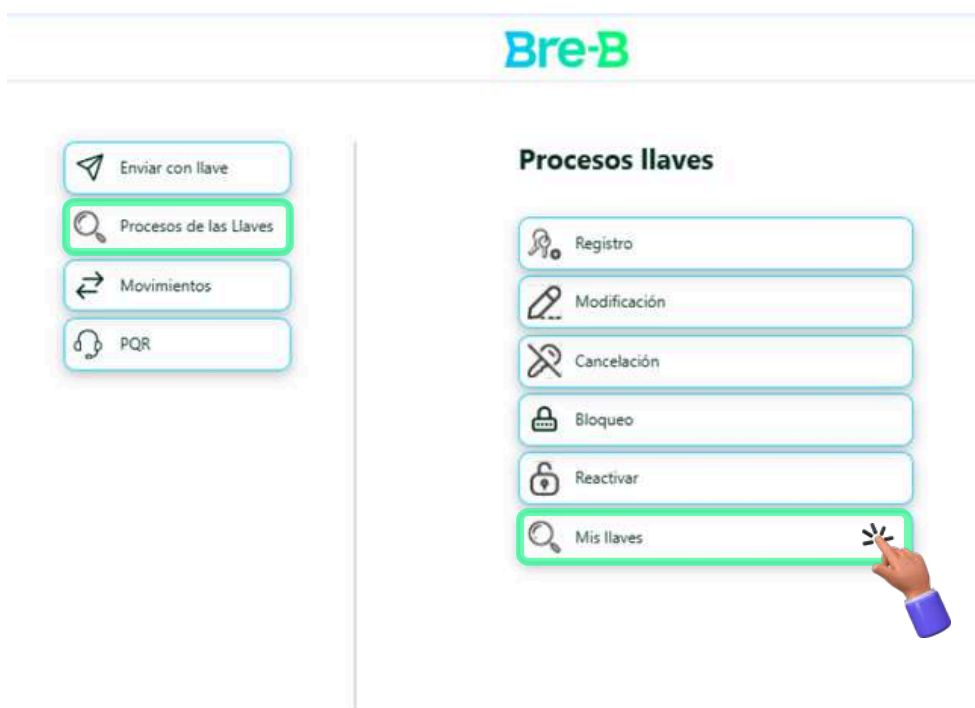 Bre-B
Enviar con llave
Procesos de las Llaves
Movimientos
PQR
Procesos llaves
Registro
Modificación
Cancelación
Bloqueo
Reactivar
Mis llaves